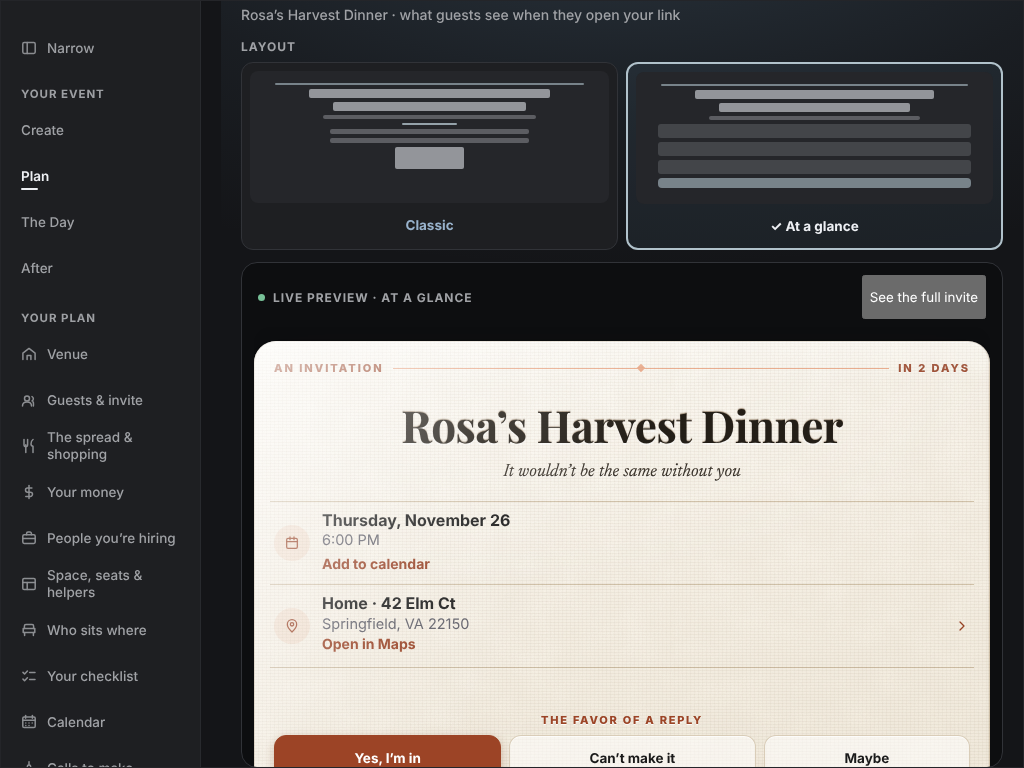 Narrow
YOUR EVENT
Create
Plan
The Day
After
YOUR PLAN
Venue
Guests & invite
The spread &
shopping
Your money
People you're hiring
Space, seats &
helpers
Who sits where
Your checklist
Calendar
Calls to make
Rosa's Harvest Dinner · what guests see when they open your link
LAYOUT
Classic
✓ At a glance
LIVE PREVIEW · AT A GLANCE
See the full invite
AN INVITATION
IN 2 DAYS
Rosa's Harvest Dinner
It wouldn't be the same without you
Thursday, November 26
6:00 PM
Add to calendar
Home · 42 Elm Ct
Springfield, VA 22150
Open in Maps
THE FAVOR OF A REPLY
Yes, I'm in
Can't make it
Maybe